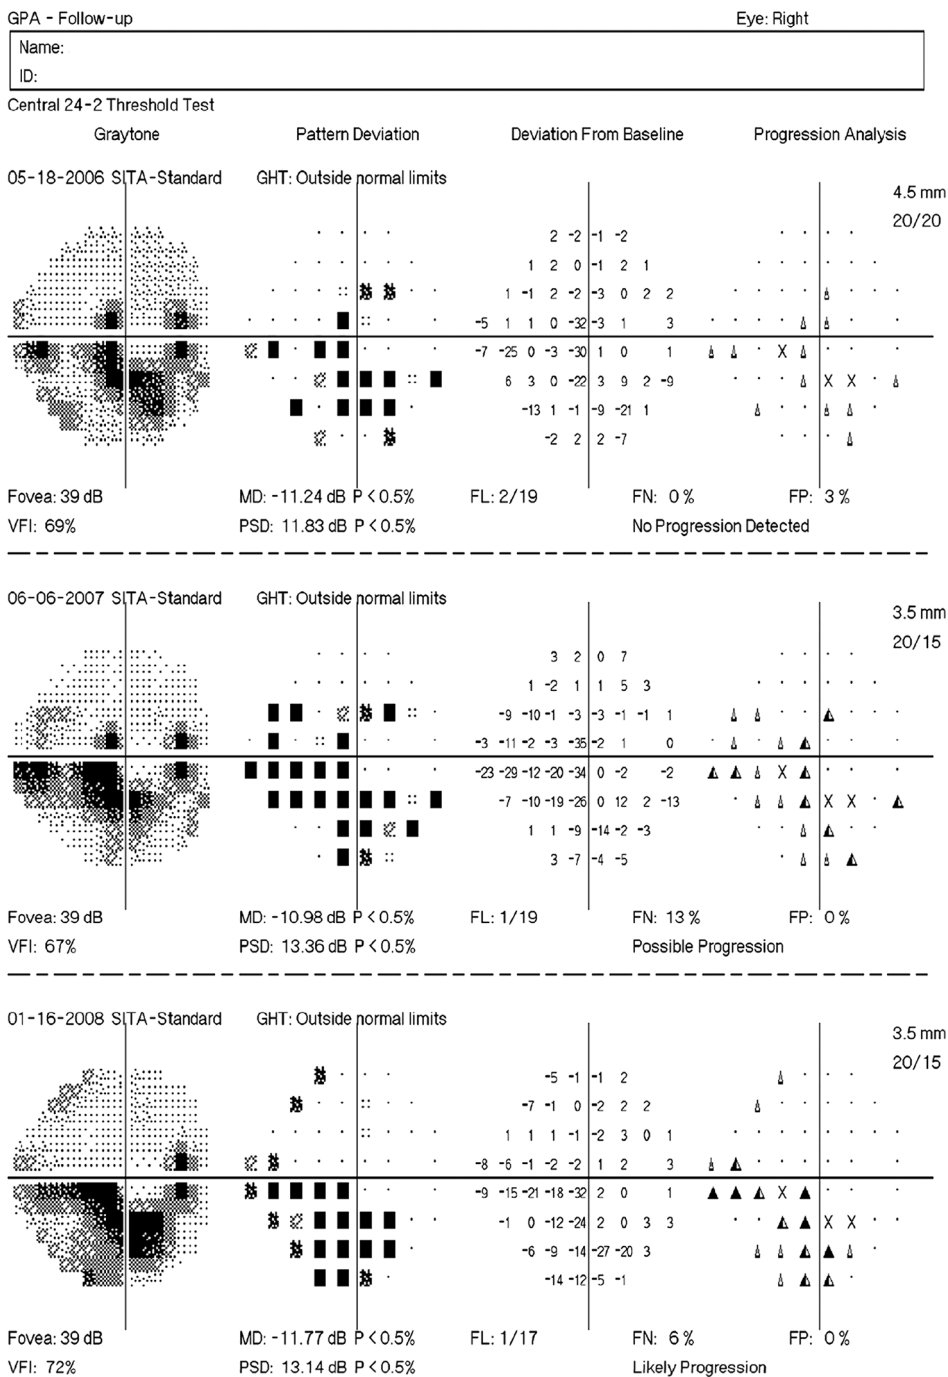 GPA - Follow-up Eye: Right
Name:
ID:
Central 24-2 Threshold Test
Graytone Pattern Deviation Deviation From Baseline Progression Analysis
05-18-2006 SITA-Standard GHT: Outside normal limits
4.5 mm
20/20
2 -2 -1 -2
1 2 0 -1 2 1
1 -1 2 -2 -3 0 2 2
-5 1 1 0 -32 -3 1 3
-7 -25 0 -3 -30 1 0 1 X
6 3 0 -22 3 9 2 -9 X X
-13 1 -1 -9 -21 1
-2 2 2 -7
Fovea: 39 dB MD: -11.24 dB P < 0.5% FL: 2/19 FN: 0 % FP: 3 %
VFI: 69% PSD: 11.83 dB P < 0.5% No Progression Detected
06-06-2007 SITA-Standard GHT: Outside normal limits
3.5 mm
20/15
3 2 0 7
1 -2 1 1 5 3
-9 -10 -1 -3 -3 -1 -1 1
-3 -11 -2 -3 -35 -2 1 0
-23 -29 -12 -20 -34 0 -2 -2 X
-7 -10 -19 -26 0 12 2 -13 X X
1 1 -9 -14 -2 -3
3 -7 -4 -5
Fovea: 39 dB MD: -10.98 dB P < 0.5% FL: 1/19 FN: 13 % FP: 0 %
VFI: 67% PSD: 13.36 dB P < 0.5% Possible Progression
01-16-2008 SITA-Standard GHT: Outside normal limits
3.5 mm
20/15
-5 -1 -1 2
-7 -1 0 -2 2 2
1 1 1 -1 -2 3 0 1
-8 -6 -1 -2 -2 1 2 3
-9 -15 -21 -18 -32 2 0 1 X
-1 0 -12 -24 2 0 3 3 X X
-6 -9 -14 -27 -20 3
-14 -12 -5 -1
Fovea: 39 dB MD: -11.77 dB P < 0.5% FL: 1/17 FN: 6 % FP: 0 %
VFI: 72% PSD: 13.14 dB P < 0.5% Likely Progression